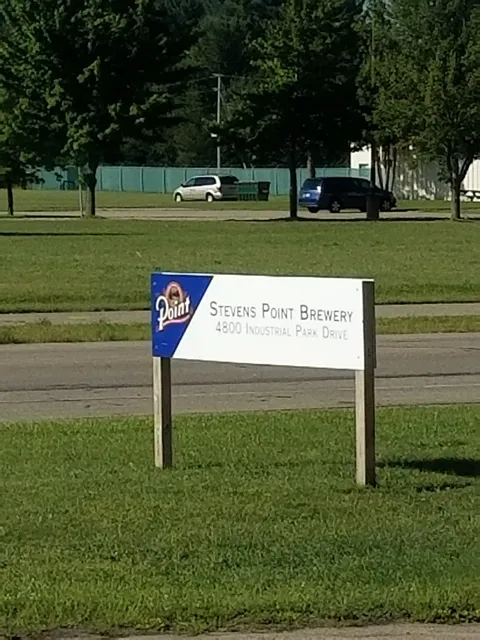 Point
Stevens Point Brewery
4800 Industrial Park Drive